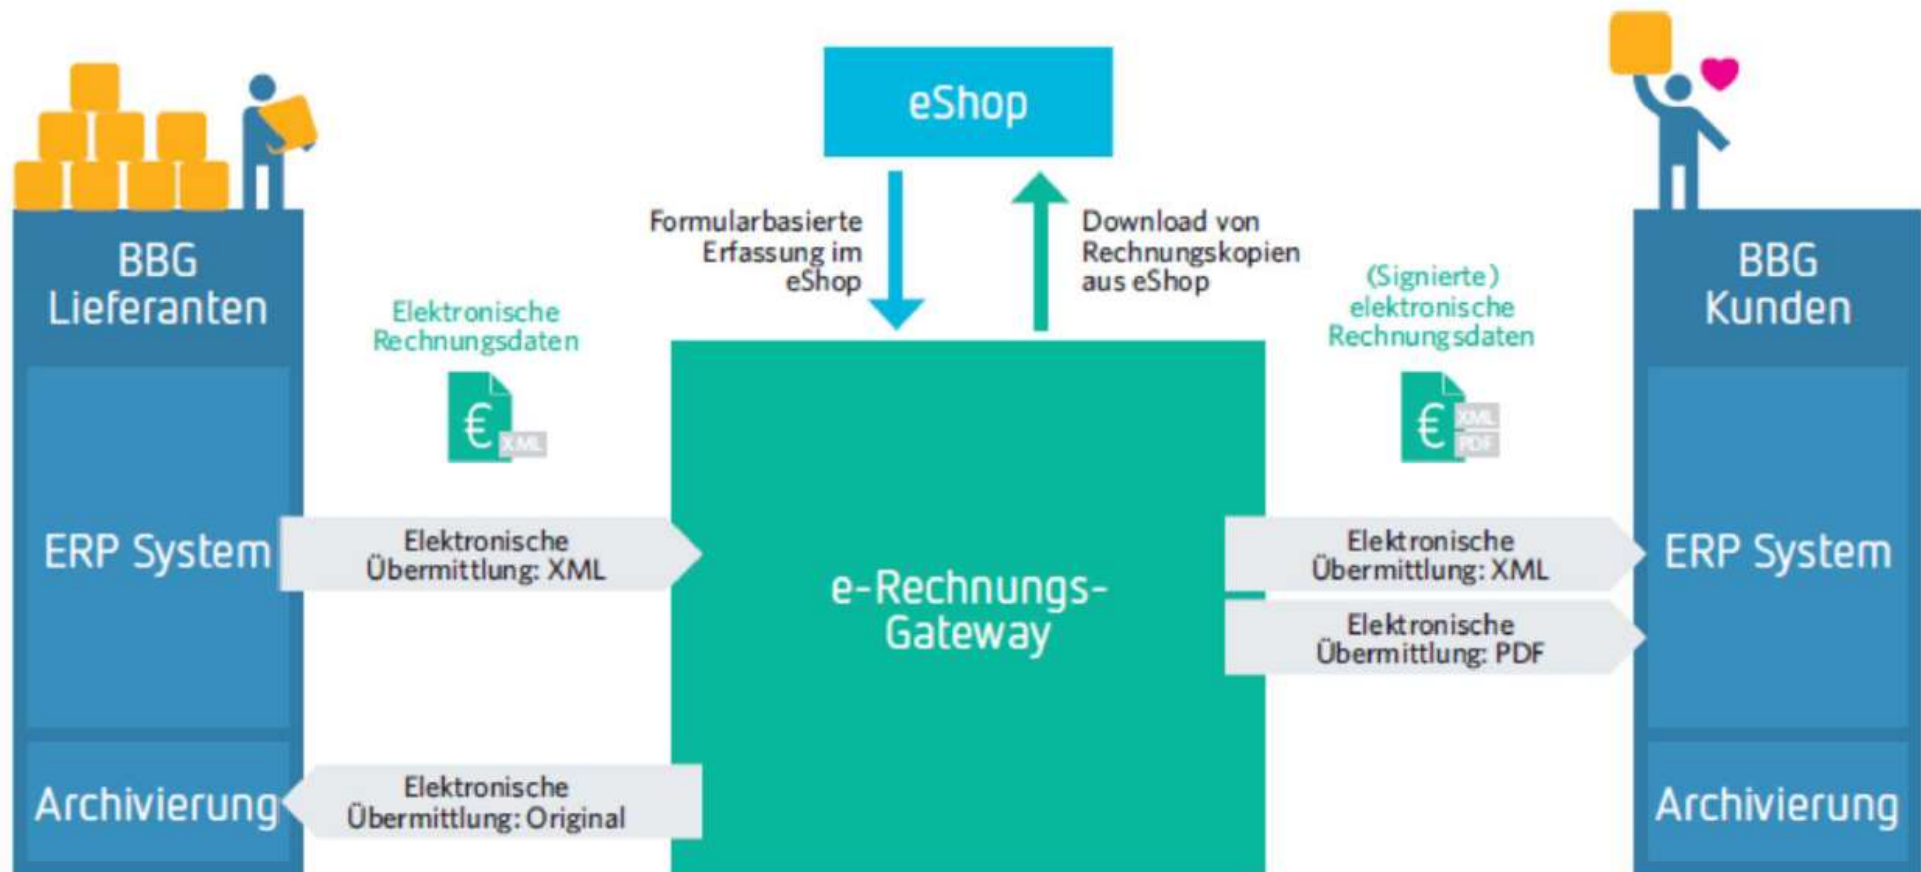 eShop
BBG
Lieferanten
Formularbasierte
Erfassung im
eShop
Download von
Rechnungskopien
aus eShop
BBG
Kunden
Elektronische
Rechnungsdaten
€
XML
(Signierte)
elektronische
Rechnungsdaten
€
XML
PDF
ERP System
Elektronische
Übermittlung: XML
e-Rechnungs-
Gateway
Elektronische
Übermittlung: XML
Elektronische
Übermittlung: PDF
ERP System
Archivierung
Elektronische
Übermittlung: Original
Archivierung